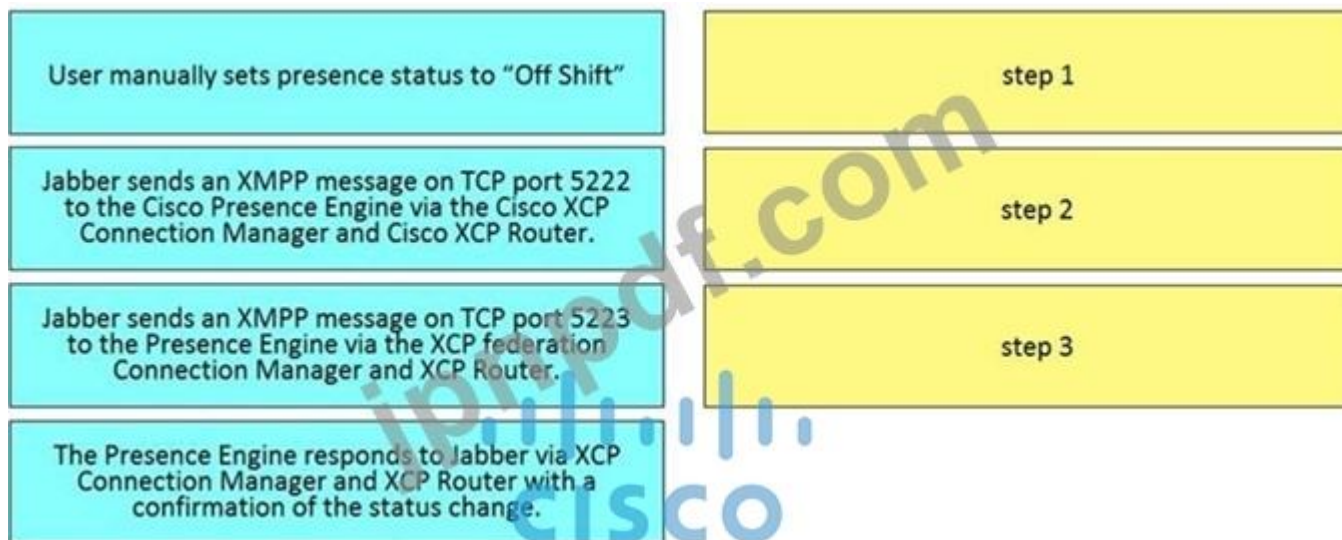 User manually sets presence status to “Off Shift”
step 1
Jabber sends an XMPP message on TCP port 5222
to the Cisco Presence Engine via the Cisco XCP
Connection Manager and Cisco XCP Router.
step 2
Jabber sends an XMPP message on TCP port 5223
to the Presence Engine via the XCP federation
Connection Manager and XCP Router.
step 3
The Presence Engine responds to Jabber via XCP
Connection Manager and XCP Router with a
confirmation of the status change.
jpnpdf.com
CISCO